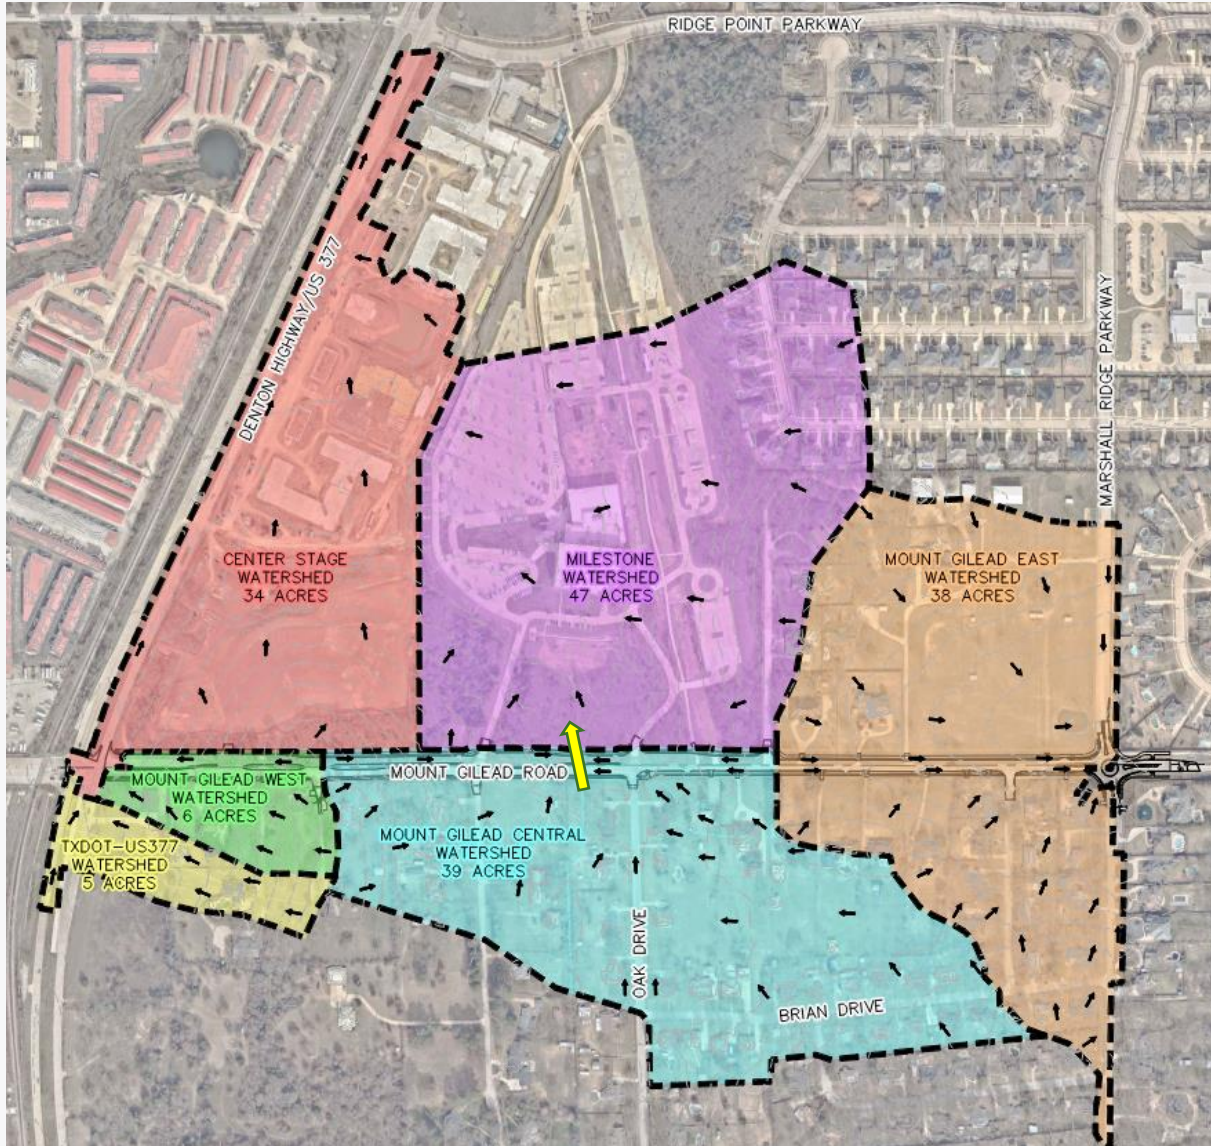 RIDGE POINT PARKWAY
DENTON HIGHWAY/US 377
MARSHALL RIDGE PARKWAY
CENTER STAGE
WATERSHED
34 ACRES
MILESTONE
WATERSHED
47 ACRES
MOUNT GILEAD EAST
WATERSHED
38 ACRES
MOUNT GILEAD ROAD
MOUNT GILEAD WEST
WATERSHED
6 ACRES
MOUNT GILEAD CENTRAL
WATERSHED
39 ACRES
TXDOT-US377
WATERSHED
5 ACRES
OAK DRIVE
BRIAN DRIVE